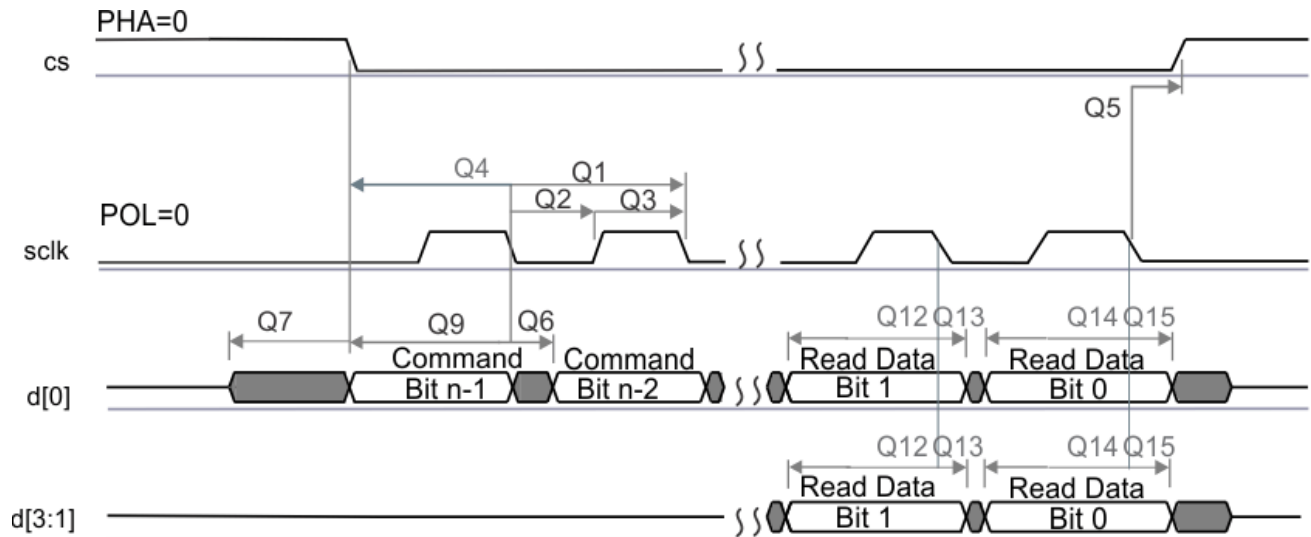 PHA=0
cs
Q5
Q4 Q1
Q2 Q3
POL=0
sclk
Q7 Q9 Q6 Q12 Q13 Q14 Q15
Command Command Read Data Read Data
d[0] Bit n-1 Bit n-2 Bit 1 Bit 0
Q12 Q13 Q14 Q15
Read Data Read Data
d[3:1] Bit 1 Bit 0